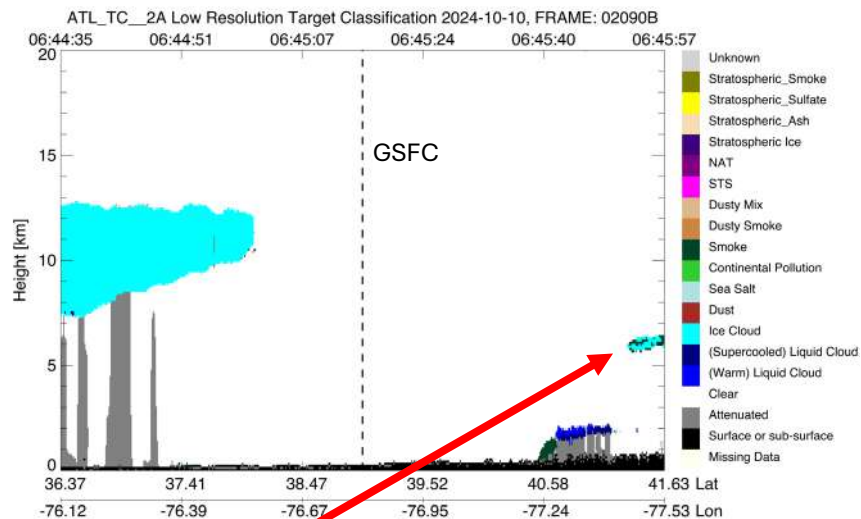 ATL_TC__2A Low Resolution Target Classification 2024-10-10, FRAME: 02090B
06:44:35 06:44:51 06:45:07 06:45:24 06:45:40 06:45:57
20
15
10
5
0
Height [km]
GSFC
36.37 37.41 38.47 39.52 40.58 41.63 Lat
-76.12 -76.39 -76.67 -76.95 -77.24 -77.53 Lon
Unknown
Stratospheric_Smoke
Stratospheric_Sulfate
Stratospheric_Ash
Stratospheric Ice
NAT
STS
Dusty Mix
Dusty Smoke
Smoke
Continental Pollution
Sea Salt
Dust
Ice Cloud
(Supercooled) Liquid Cloud
(Warm) Liquid Cloud
Clear
Attenuated
Surface or sub-surface
Missing Data